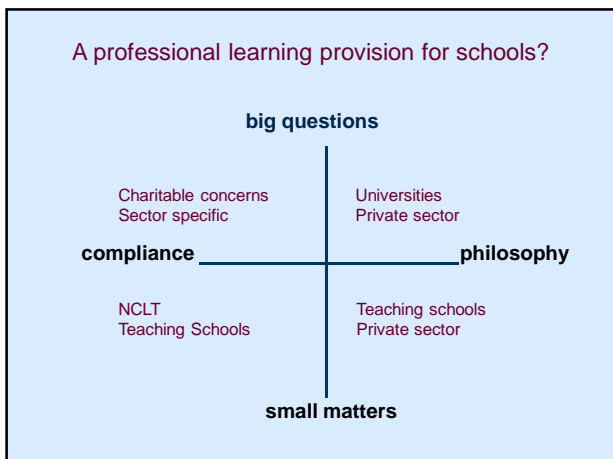 A professional learning provision for schools?
big questions
Charitable concerns
Sector specific
Universities
Private sector
compliance
philosophy
NCLT
Teaching Schools
Teaching schools
Private sector
small matters